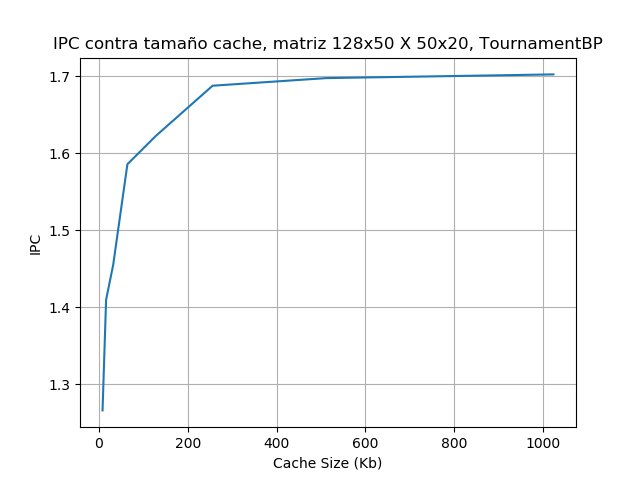 IPC contra tamaño cache, matriz 128x50 X 50x20, TournamentBP
1.7
1.6
1.5
1.4
1.3
IPC
0 200 400 600 800 1000
Cache Size (Kb)